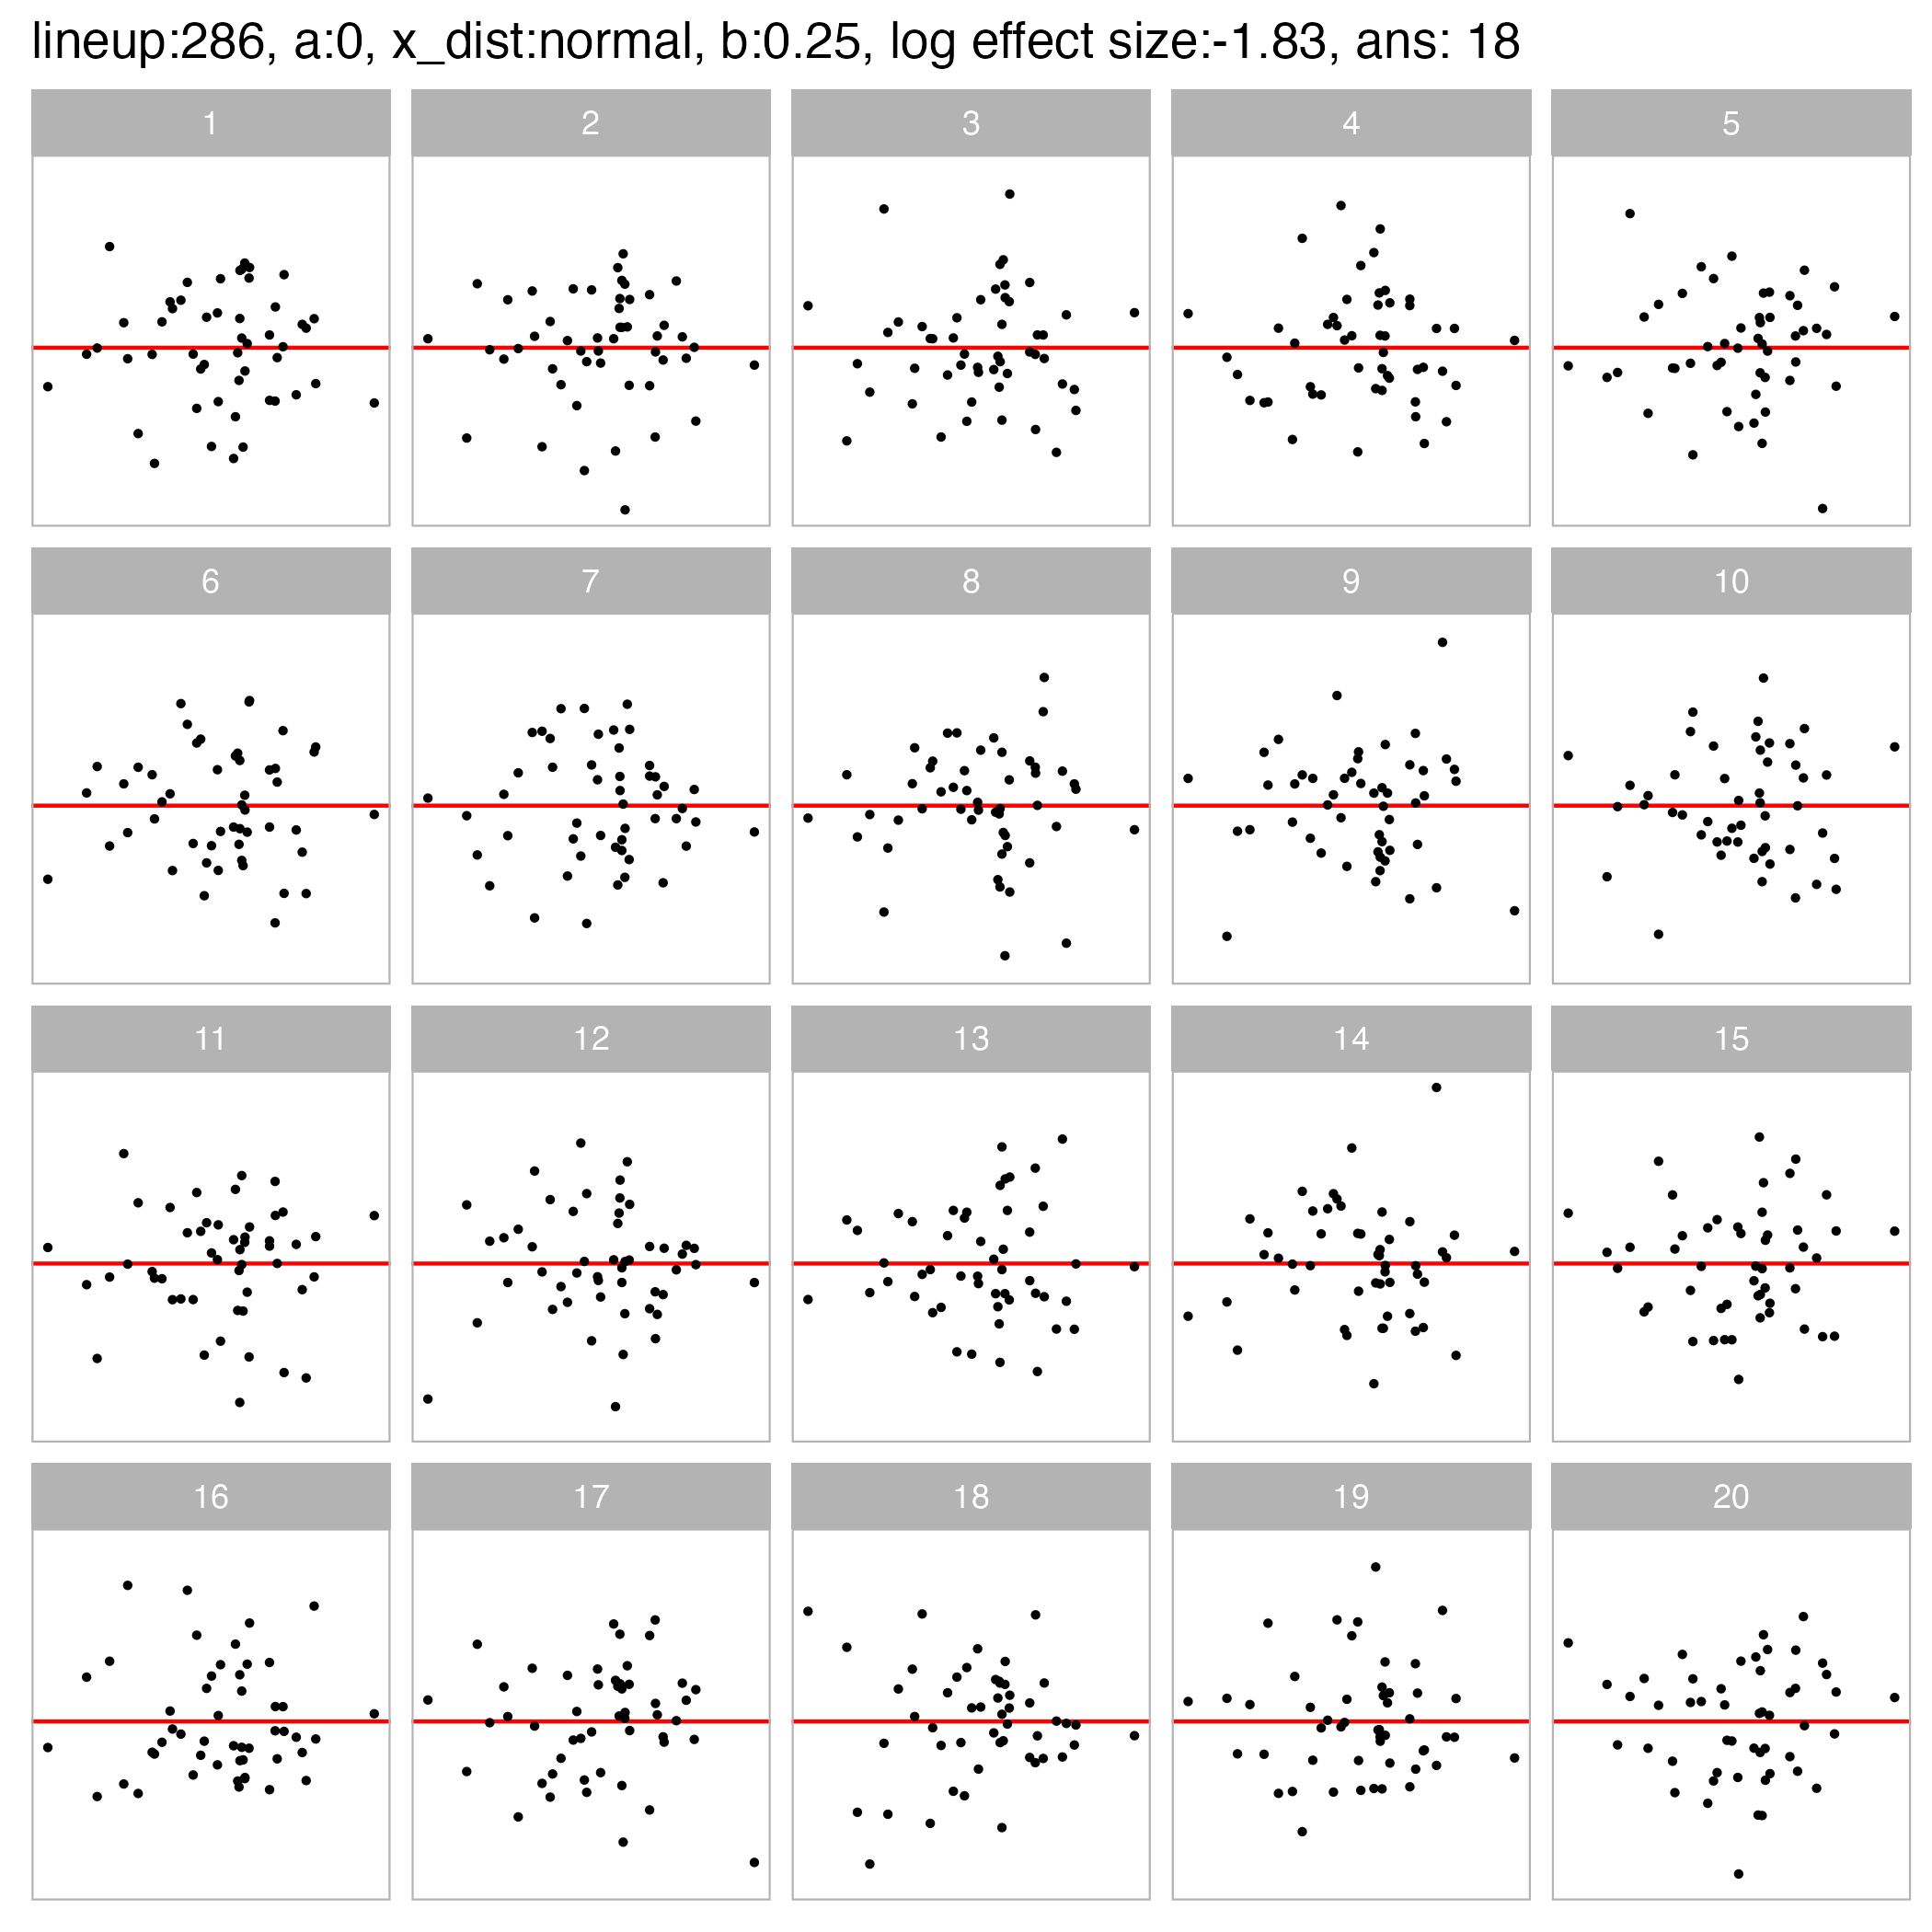 lineup:286, a:0, x_dist:normal, b:0.25, log effect size:-1.83, ans: 18
1 2 3 4 5
6 7 8 9 10
11 12 13 14 15
16 17 18 19 20